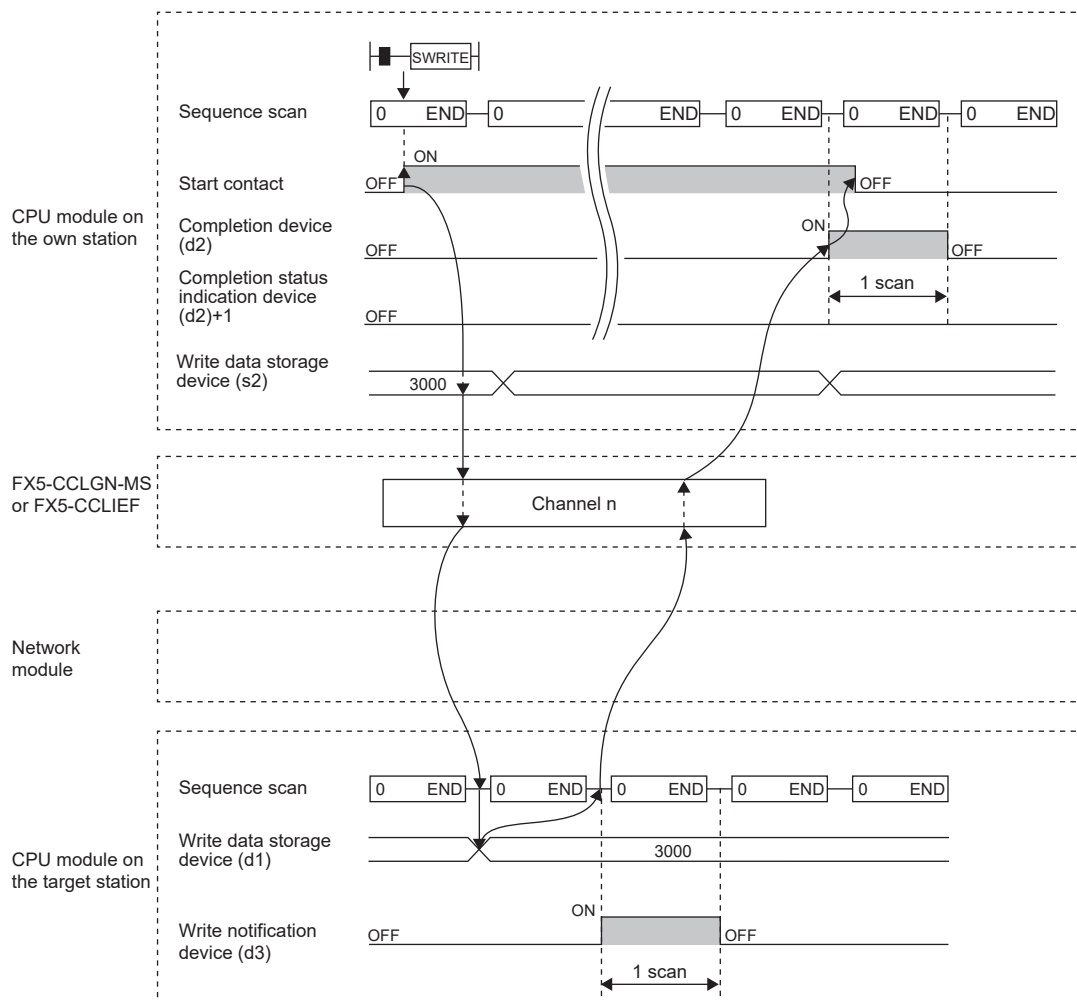 SWRITE
Sequence scan
0 END 0 END 0 END 0 END 0 END
ON
Start contact
OFF
OFF
CPU module on
the own station
Completion device
(d2)
ON
OFF
OFF
Completion status
indication device
(d2)+1
1 scan
OFF
Write data storage
device (s2)
3000
FX5-CCLGN-MS
or FX5-CCLIEF
Channel n
Network
module
Sequence scan
0 END 0 END 0 END 0 END 0 END
Write data storage
device (d1)
3000
CPU module on
the target station
ON
Write notification
device (d3)
OFF
OFF
1 scan